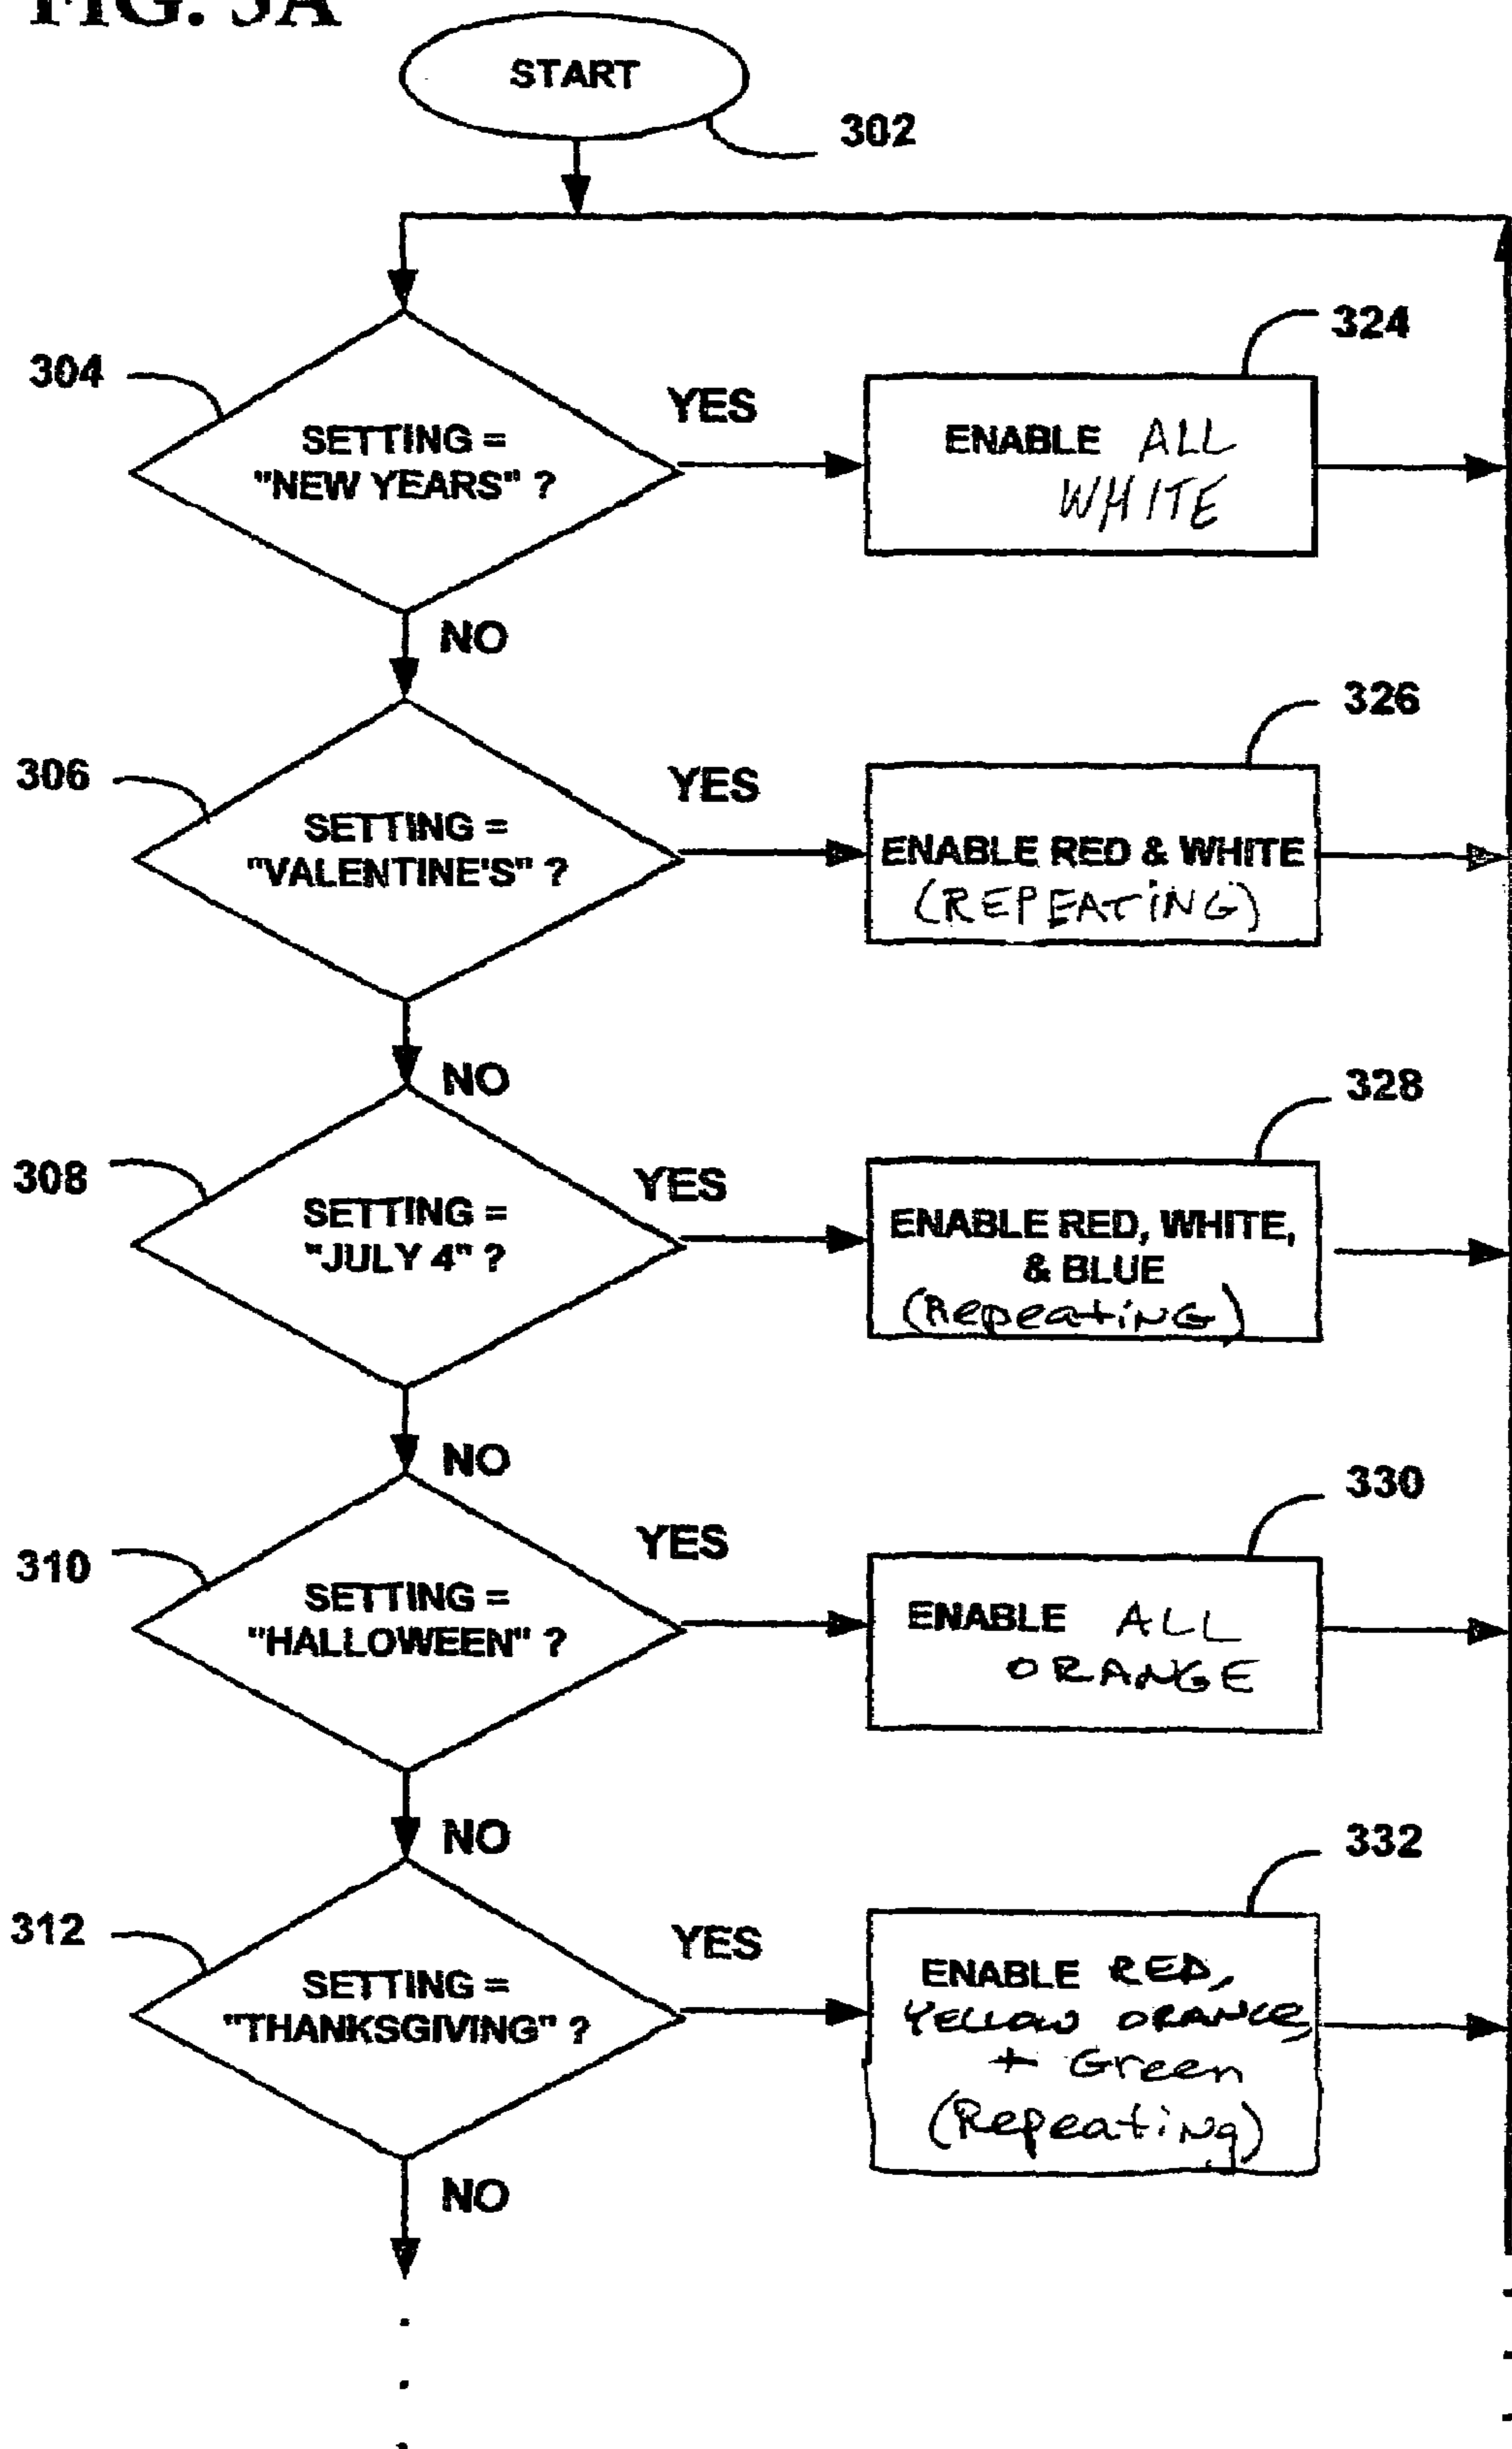 FIG. 3A
START
302
304
SETTING =
"NEW YEARS" ?
YES
324
ENABLE ALL
WHITE
NO
306
SETTING =
"VALENTINE'S" ?
YES
326
ENABLE RED & WHITE
(REPEATING)
NO
308
SETTING =
"JULY 4" ?
YES
328
ENABLE RED, WHITE,
& BLUE
(Repeating)
NO
310
SETTING =
"HALLOWEEN" ?
YES
330
ENABLE ALL
ORANGE
NO
312
SETTING =
"THANKSGIVING" ?
YES
332
ENABLE RED,
YELLOW ORANGE,
+ Green
(Repeating)
NO